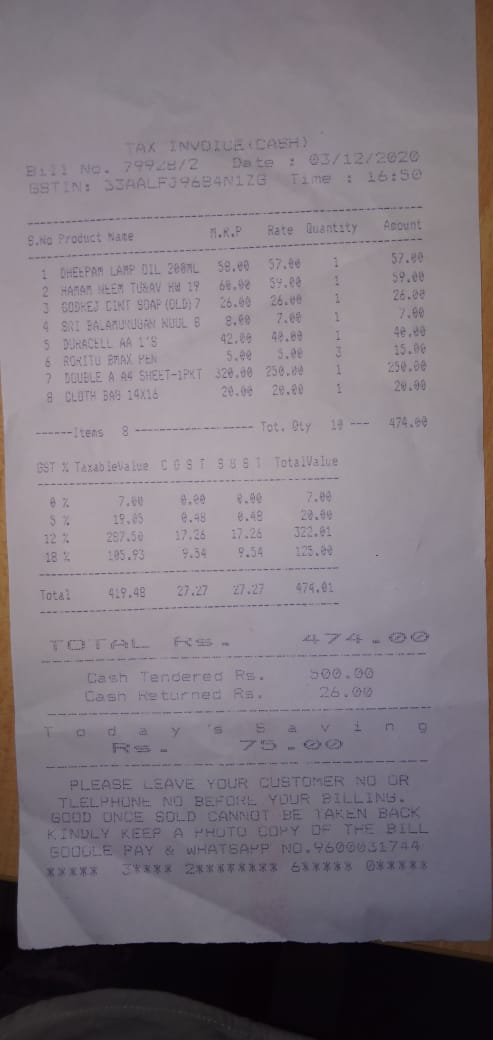 TAX INVOICE(CASH)
Bill No. 79928/2 Date : 03/12/2020
GSTIN: Time : 16:50
S.No Product Name M.R.P Rate Quantity Amount
1 DHEEPAM LAMP OIL 200ML 58.00 57.00 1 57.00
2 HAMAM NEEM 60.00 59.00 1 59.00
3 GODREJ CINT SOAP(OLD)7 26.00 26.00 1 26.00
4 SRI BALAMURUGAN 8.00 7.00 1 7.00
5 DURACELL AA 1'S 42.00 40.00 1 40.00
6 RORITO BMAX PEN 5.00 5.00 3 15.00
7 DOUBLE A A4 SHEET-1PKT 320.00 250.00 1 250.00
8 CLOTH BAG 14X16 20.00 20.00 1 20.00
------Items 8 ------------------- Tot. Qty 10 --- 474.00
GST % TaxableValue C G S T S G S T TotalValue
0 % 7.00 0.00 0.00 7.00
5 % 19.05 0.48 0.48 20.00
12 % 287.50 17.26 17.26 322.01
18 % 105.93 9.54 9.54 125.00
Total 419.48 27.27 27.27 474.01
TOTAL Rs. 474.00
Cash Tendered Rs. 500.00
Cash Returned Rs. 26.00
T o d a y 's S a v i n g
Rs. 75.00
PLEASE LEAVE YOUR CUSTOMER NO OR
TLELPHONE NO BEFORE YOUR BILLING.
GOOD ONCE SOLD CANNOT BE TAKEN BACK
KINDLY KEEP A PHOTO COPY OF THE BILL
GOOGLE PAY & WHATSAPP NO.9600031744
***** 3**** 2******** 6***** 0*****